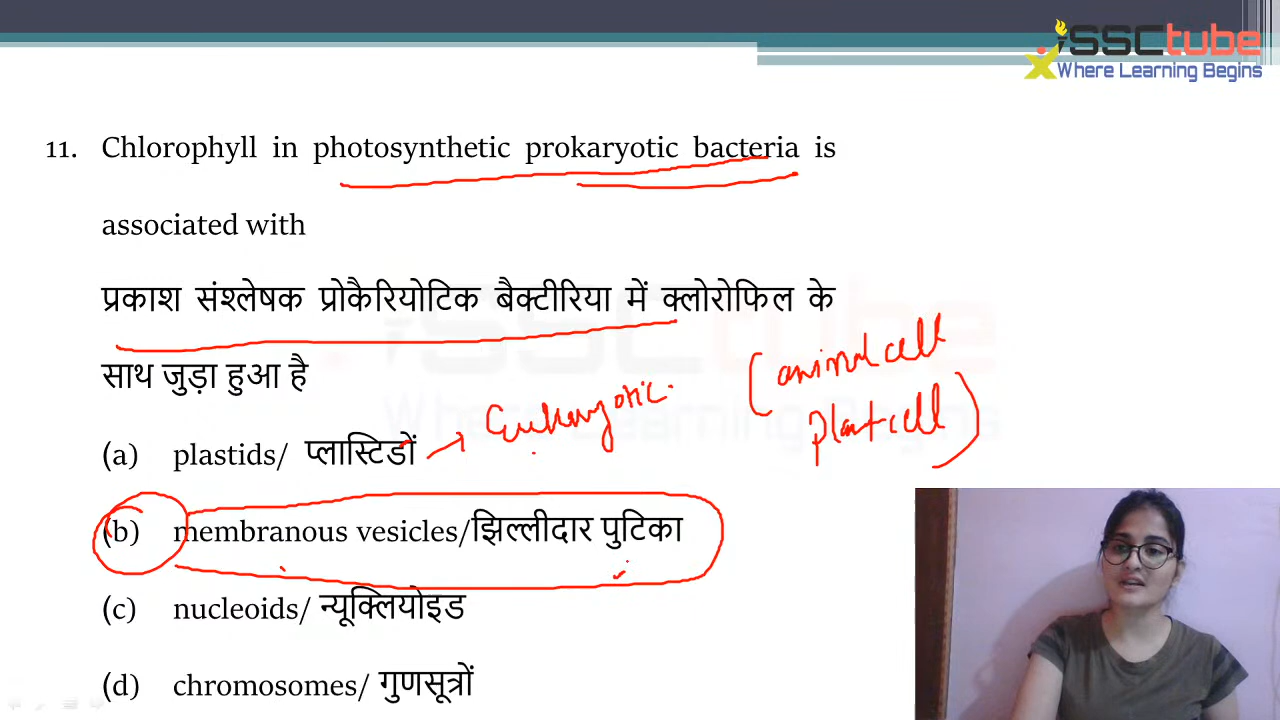 iSSCtube
Where Learning Begins
11. Chlorophyll in photosynthetic prokaryotic bacteria is
associated with
प्रकाश संश्लेषक प्रोकैरियोटिक बैक्टीरिया में क्लोरोफिल के
साथ जुड़ा हुआ है
(animal cell
plant cell)
Eukaryotic
(a) plastids/ प्लास्टिडों
(b) membranous vesicles/झिल्लीदार पुटिका
(c) nucleoids/ न्यूक्लियोइड
(d) chromosomes/ गुणसूत्रों